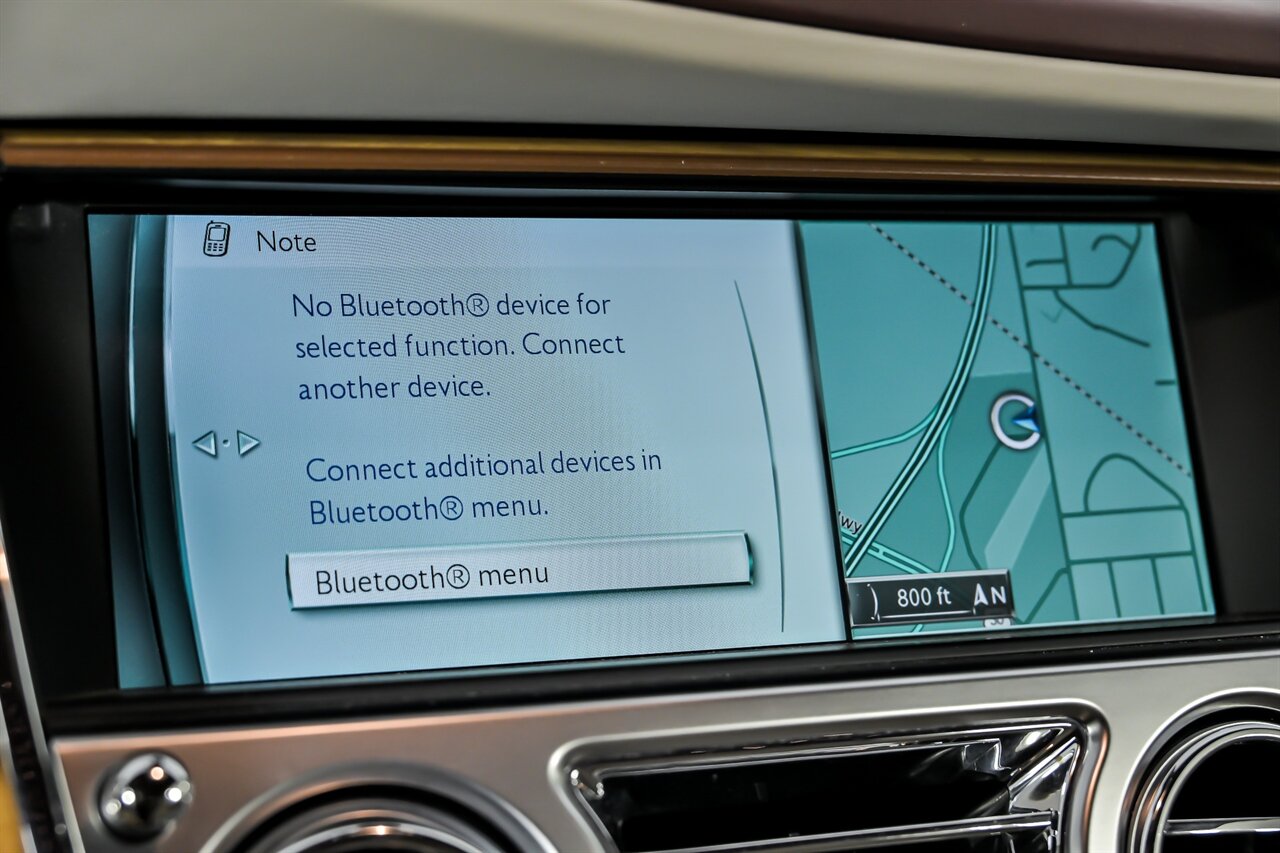 Note
No Bluetooth® device for
selected function. Connect
another device.
Connect additional devices in
Bluetooth® menu.
Bluetooth® menu
800 ft N